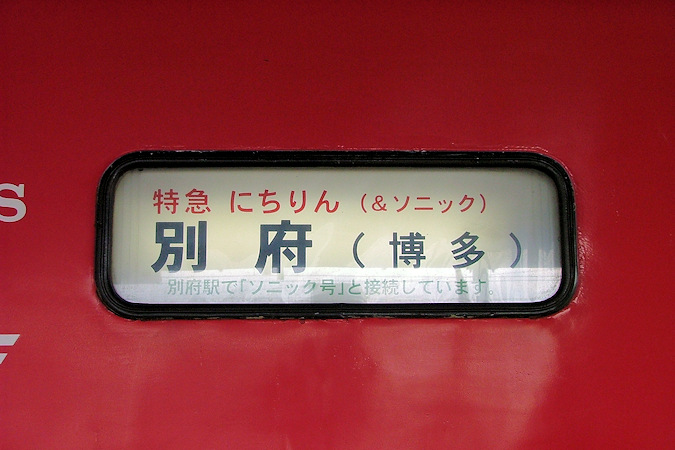 S
特急 にちりん (&ソニック)
別府 (博多)
別府駅で「ソニック号」と接続しています。